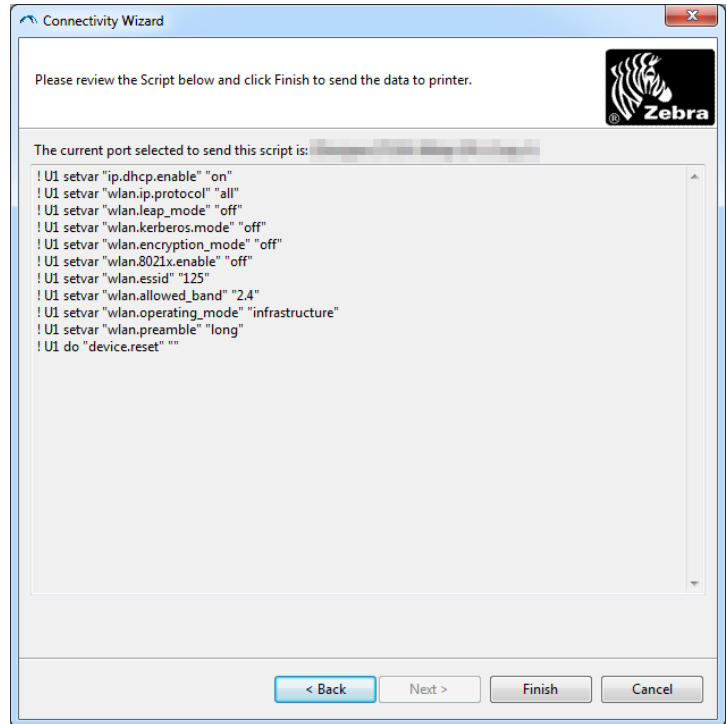 Connectivity Wizard
Please review the Script below and click Finish to send the data to printer.
® Zebra
The current port selected to send this script is:
! U1 setvar "ip.dhcp.enable" "on"
! U1 setvar "wlan.ip.protocol" "all"
! U1 setvar "wlan.leap_mode" "off"
! U1 setvar "wlan.kerberos.mode" "off"
! U1 setvar "wlan.encryption_mode" "off"
! U1 setvar "wlan.8021x.enable" "off"
! U1 setvar "wlan.essid" "125"
! U1 setvar "wlan.allowed_band" "2.4"
! U1 setvar "wlan.operating_mode" "infrastructure"
! U1 setvar "wlan.preamble" "long"
! U1 do "device.reset" ""
< Back Next > Finish Cancel